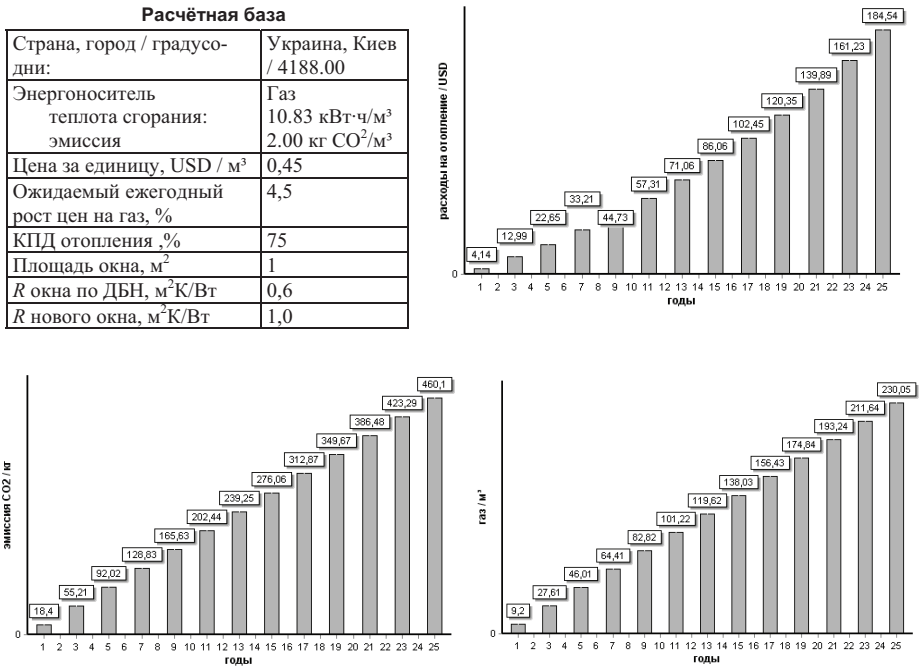 Расчётная база
Страна, город / градусо-
дни:
Украина, Киев
/ 4188.00
Энергоноситель
теплота сгорания:
эмиссия
Газ
10.83 кВт·ч/м³
2.00 кг CO²/м³
Цена за единицу, USD / м³
0,45
Ожидаемый ежегодный
рост цен на газ, %
4,5
КПД отопления ,%
75
Площадь окна, м²
1
R окна по ДБН, м²К/Вт
0,6
R нового окна, м²К/Вт
1,0
расходы на отопление / USD
4,14
12,99
22,65
33,21
44,73
57,31
71,06
86,06
102,45
120,35
139,89
161,23
184,54
0
1 2 3 4 5 6 7 8 9 10 11 12 13 14 15 16 17 18 19 20 21 22 23 24 25
годы
эмиссия CO2 / кг
18,4
55,21
92,02
128,83
165,63
202,44
239,25
276,06
312,87
349,67
386,48
423,29
460,1
0
1 2 3 4 5 6 7 8 9 10 11 12 13 14 15 16 17 18 19 20 21 22 23 24 25
годы
газ / м³
9,2
27,61
46,01
64,41
82,82
101,22
119,62
138,03
156,43
174,84
193,24
211,64
230,05
0
1 2 3 4 5 6 7 8 9 10 11 12 13 14 15 16 17 18 19 20 21 22 23 24 25
годы